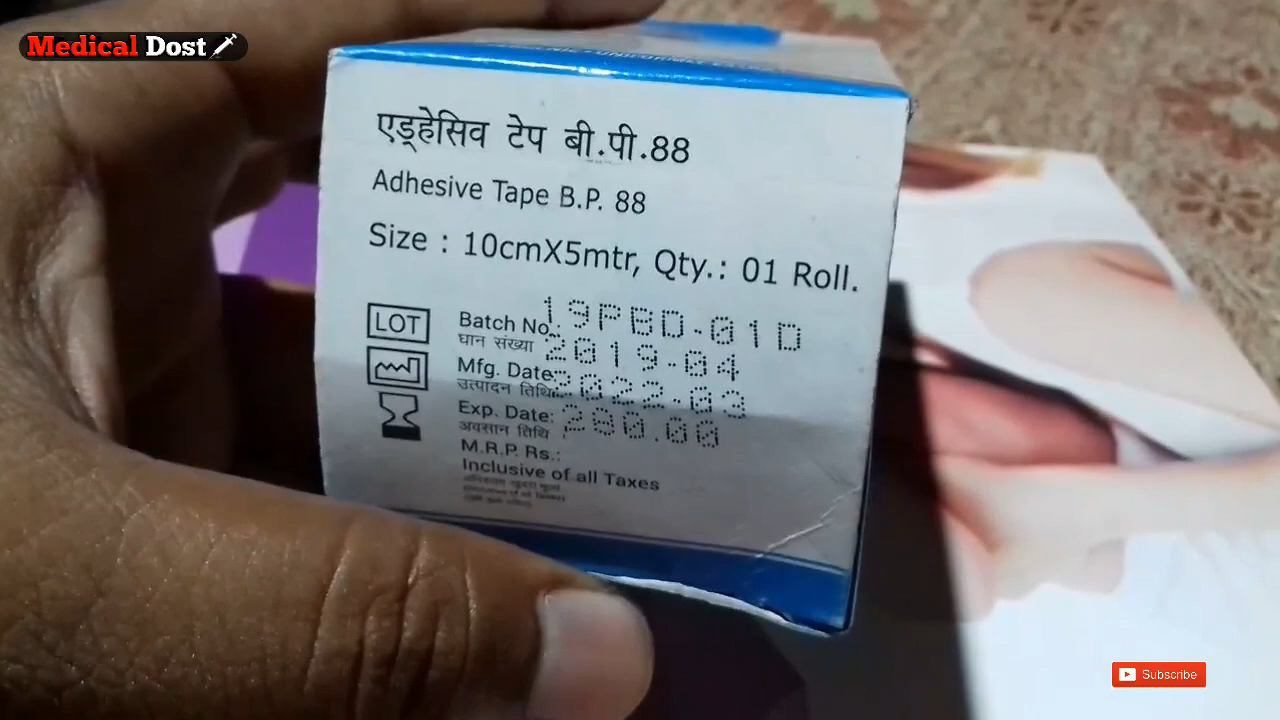 Medical Dost
एड्हेसिव टेप बी.पी.88
Adhesive Tape B.P. 88
Size : 10cmX5mtr, Qty.: 01 Roll.
LOT
Batch No.: 19PBD-01D
घान संख्या
2019-04
Mfg. Date:
उत्पादन तिथि:
2022-03
Exp. Date:
अवसान तिथि :
280.00
M.R.P. Rs.:
Inclusive of all Taxes
Subscribe